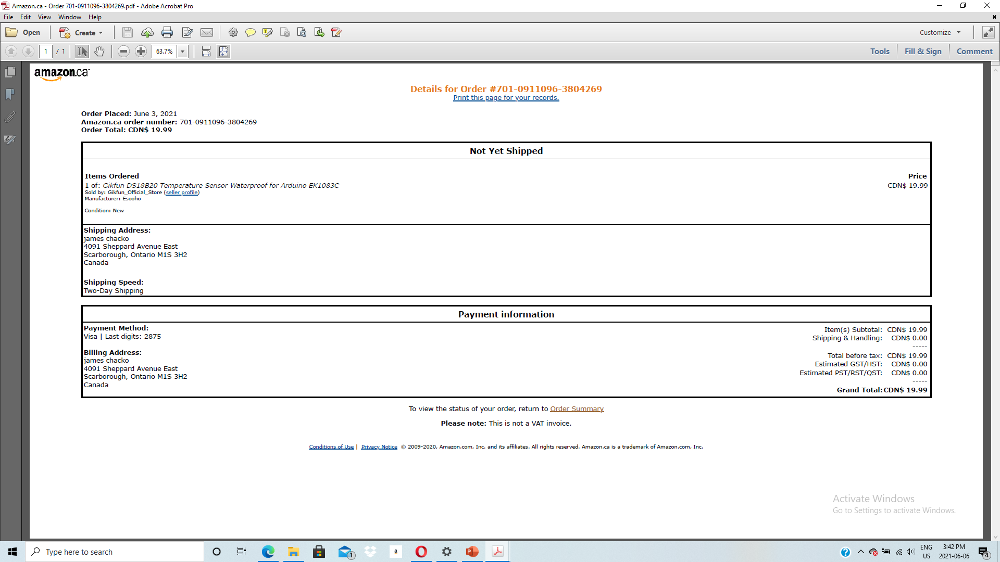 Amazon.ca - Order 701-0911096-3804269.pdf - Adobe Acrobat Pro
File Edit View Window Help
Open Create Customize
1 / 1 63.7% Tools Fill & Sign Comment
amazon.ca
Details for Order #701-0911096-3804269
Print this page for your records.
Order Placed: June 3, 2021
Amazon.ca order number: 701-0911096-3804269
Order Total: CDN$ 19.99
Not Yet Shipped
Items Ordered Price
1 of: Gikfun DS18B20 Temperature Sensor Waterproof for Arduino EK1083C CDN$ 19.99
Sold by: Gikfun_Official_Store (seller profile)
Manufacturer: Esooho
Condition: New
Shipping Address:
james chacko
4091 Sheppard Avenue East
Scarborough, Ontario M1S 3H2
Canada
Shipping Speed:
Two-Day Shipping
Payment information
Payment Method:
Visa | Last digits: 2875
Billing Address:
james chacko
4091 Sheppard Avenue East
Scarborough, Ontario M1S 3H2
Canada
Item(s) Subtotal: CDN$ 19.99
Shipping & Handling: CDN$ 0.00
-----
Total before tax: CDN$ 19.99
Estimated GST/HST: CDN$ 0.00
Estimated PST/RST/QST: CDN$ 0.00
-----
Grand Total: CDN$ 19.99
To view the status of your order, return to Order Summary
Please note: This is not a VAT invoice.
Conditions of Use | Privacy Notice © 2009-2020, Amazon.com, Inc. and its affiliates. All rights reserved. Amazon.ca is a trademark of Amazon.com, Inc.
Activate Windows
Go to Settings to activate Windows.
Type here to search
1
a
ENG
US
3:42 PM
2021-06-06
4